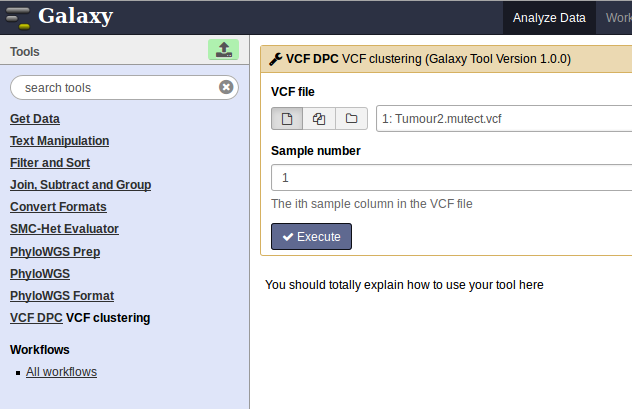 Galaxy
Analyze Data
Work
Tools
search tools
Get Data
Text Manipulation
Filter and Sort
Join, Subtract and Group
Convert Formats
SMC-Het Evaluator
PhyloWGS Prep
PhyloWGS
PhyloWGS Format
VCF DPC VCF clustering
Workflows
All workflows
VCF DPC VCF clustering (Galaxy Tool Version 1.0.0)
VCF file
1: Tumour2.mutect.vcf
Sample number
1
The ith sample column in the VCF file
Execute
You should totally explain how to use your tool here